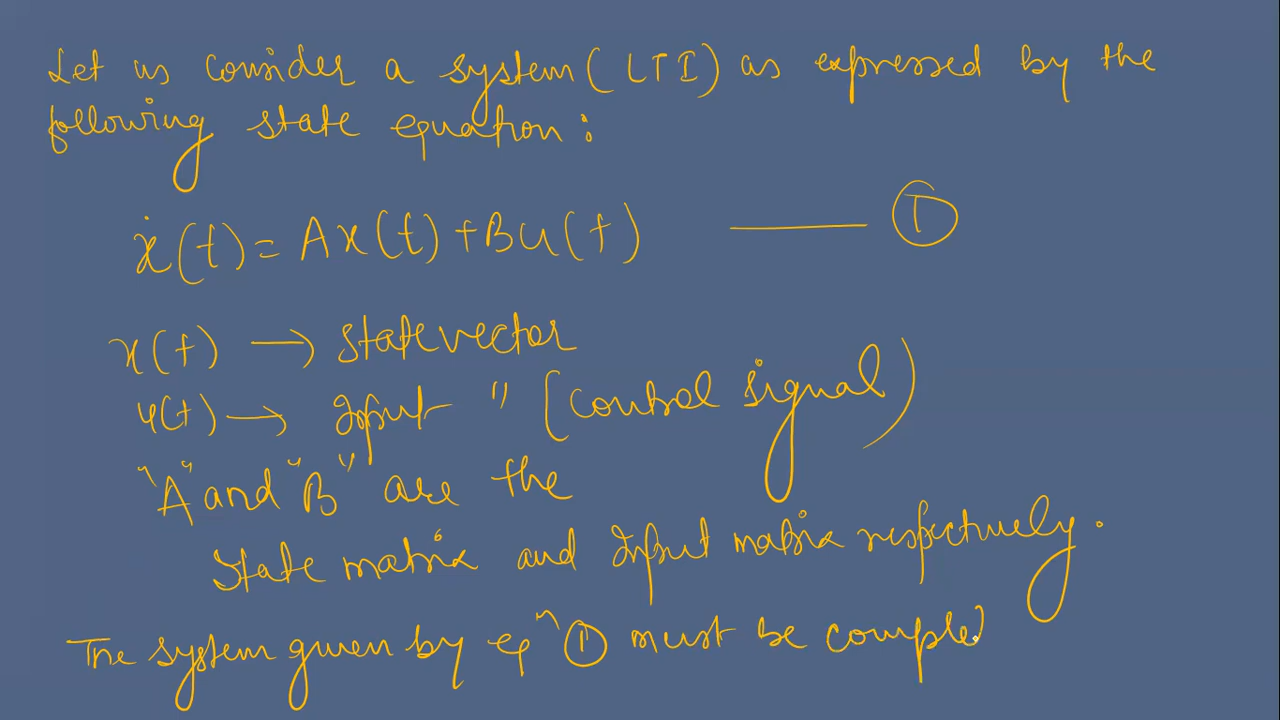 Let us consider a system (LTI) as expressed by the
following state equation:
ẋ(t) = Ax(t) + Bu(t) —— ①
x(t) → state vector
u(t) → Input " (control signal)
"A" and "B" are the
State matrix and Input matrix respectively.
The system given by eqⁿ ① must be comple